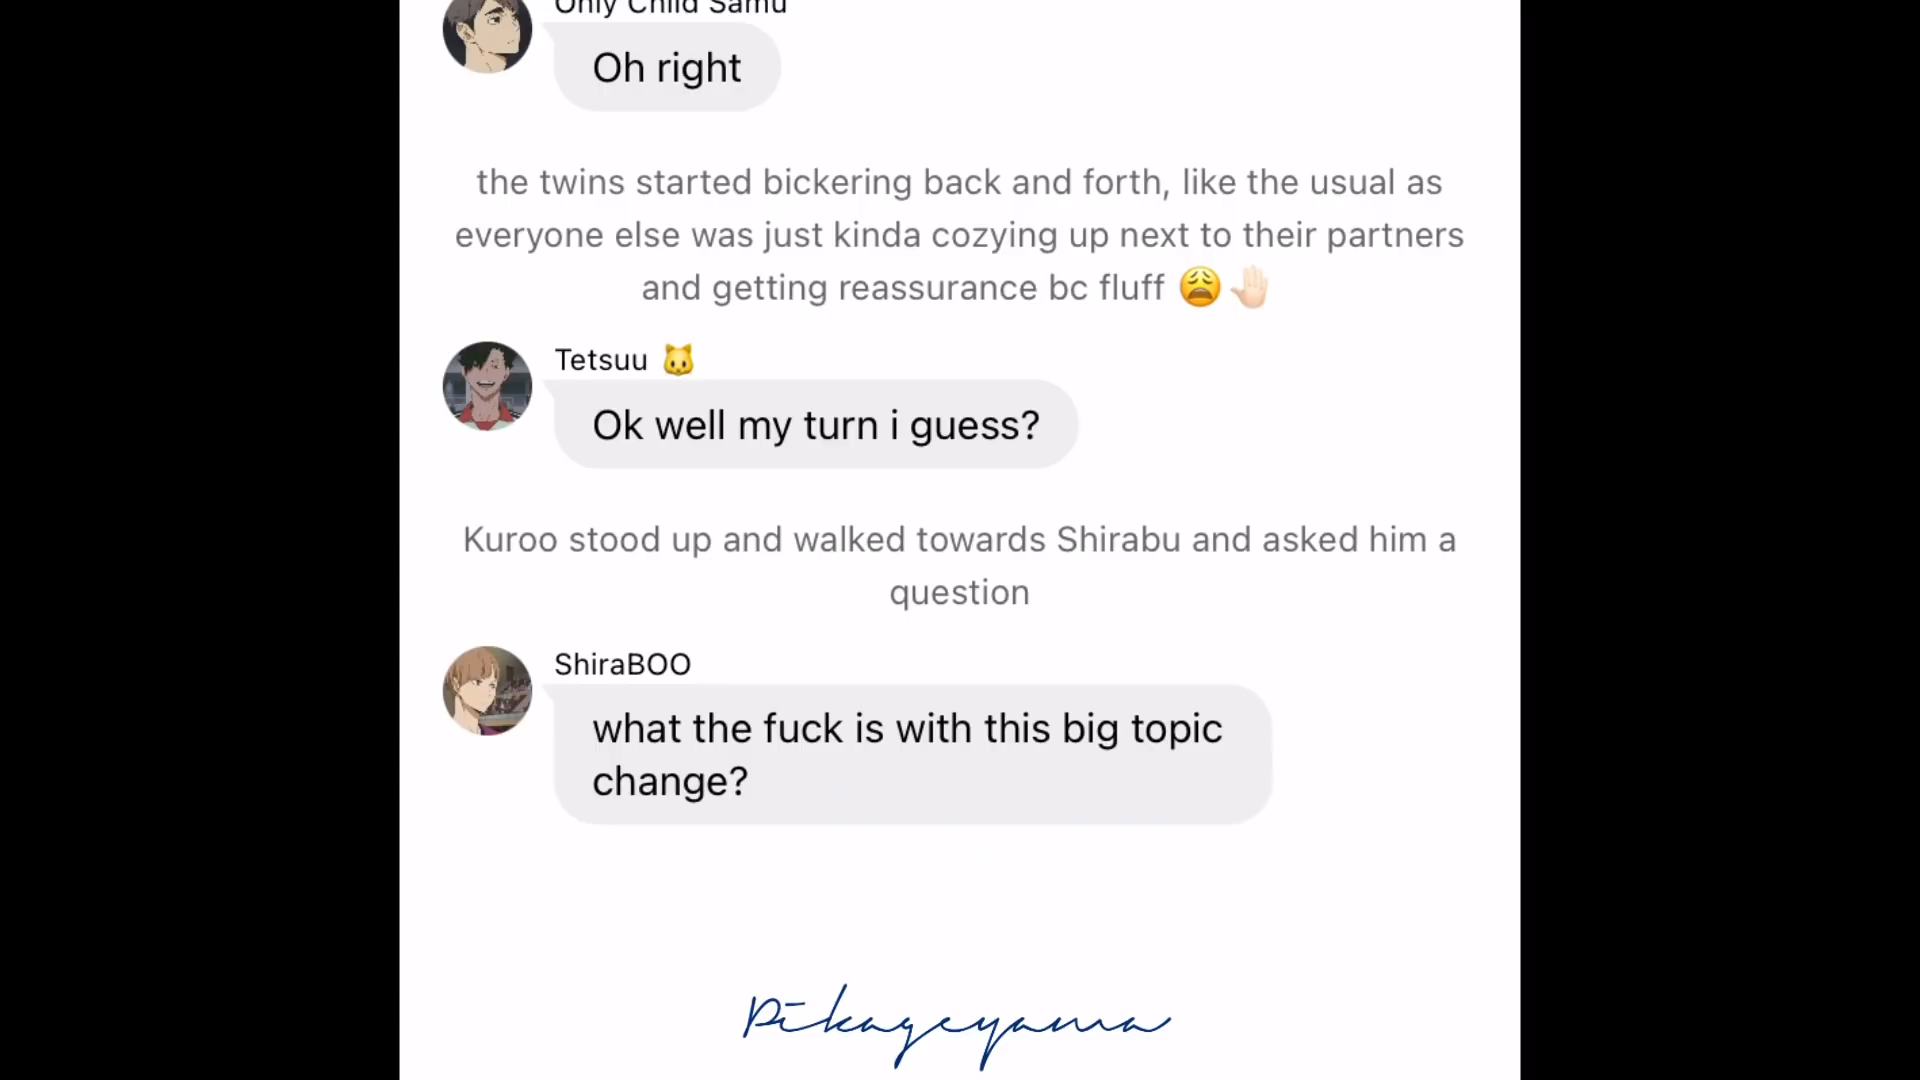 Only Child Samu
Oh right
the twins started bickering back and forth, like the usual as
everyone else was just kinda cozying up next to their partners
and getting reassurance bc fluff 😩✋🏻
Tetsuu 🐱
Ok well my turn i guess?
Kuroo stood up and walked towards Shirabu and asked him a
question
ShiraBOO
what the fuck is with this big topic
change?
Pikageyama